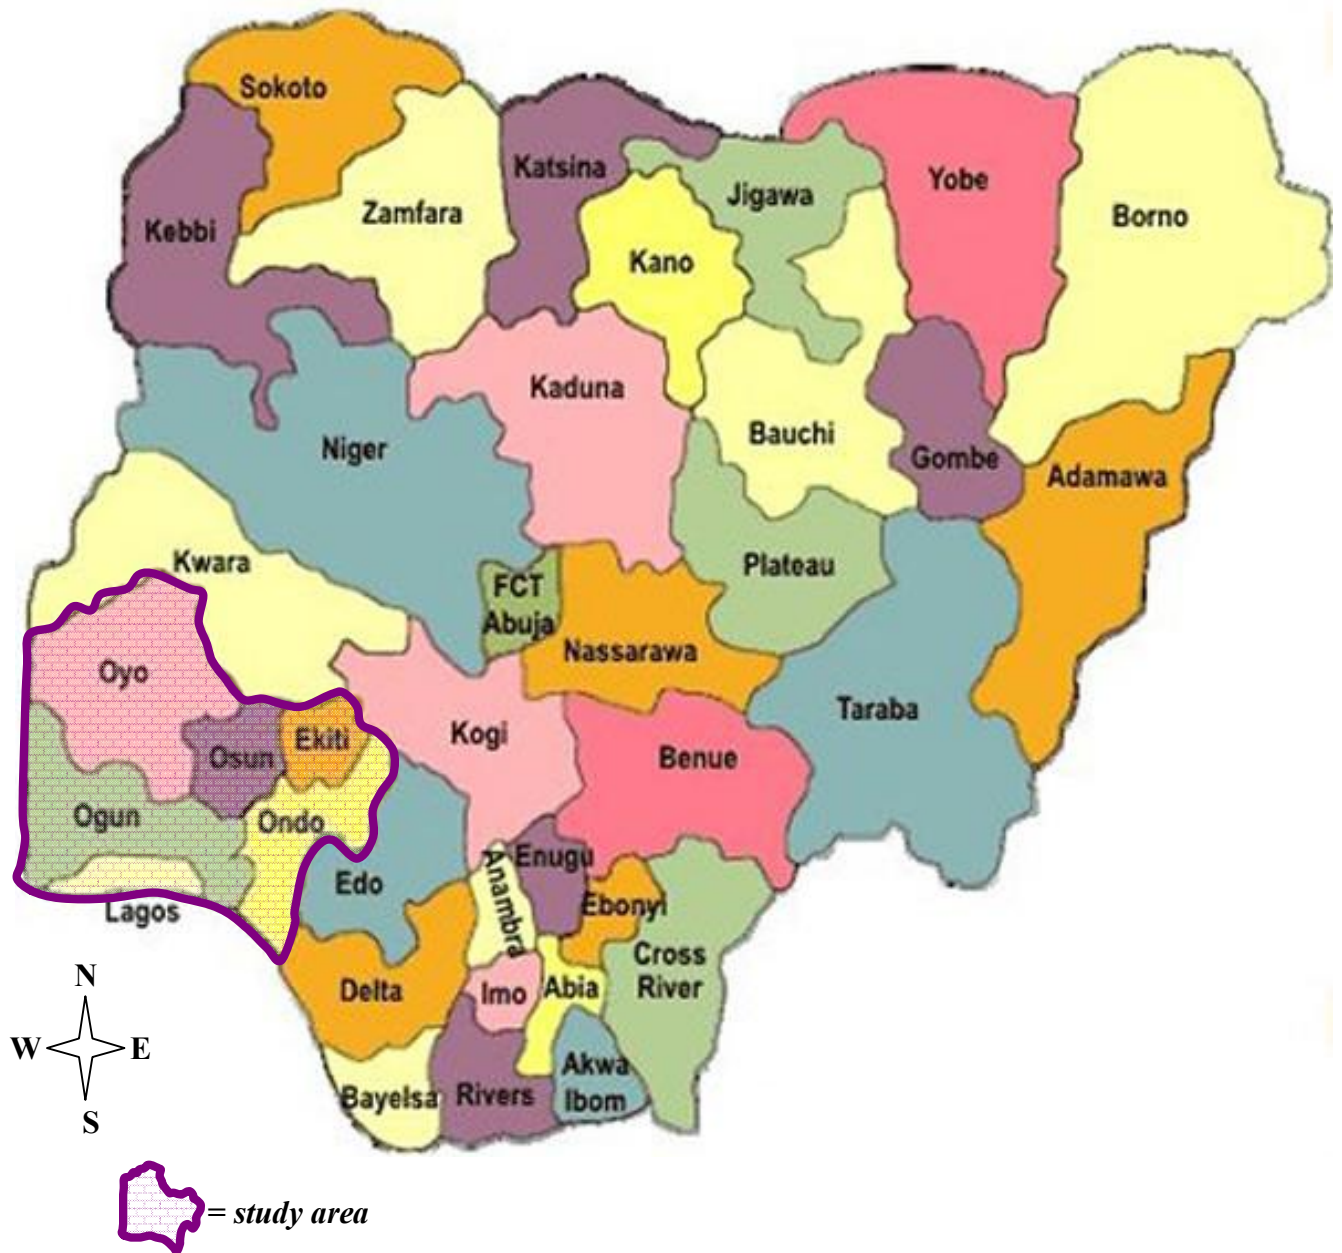 Sokoto
Katsina
Yobe
Jigawa
Zamfara
Borno
Kebbi
Kano
Kaduna
Bauchi
Niger
Gombe
Adamawa
Kwara
Plateau
FCT
Abuja
Nassarawa
Oyo
Taraba
Kogi
Ekiti
Osun
Benue
Ogun
Ondo
Enugu
Anambra
Edo
Ebonyi
Lagos
Cross
River
Delta
Imo
Abia
Akwa
Ibom
Bayelsa
Rivers
N
W
E
S
= study area